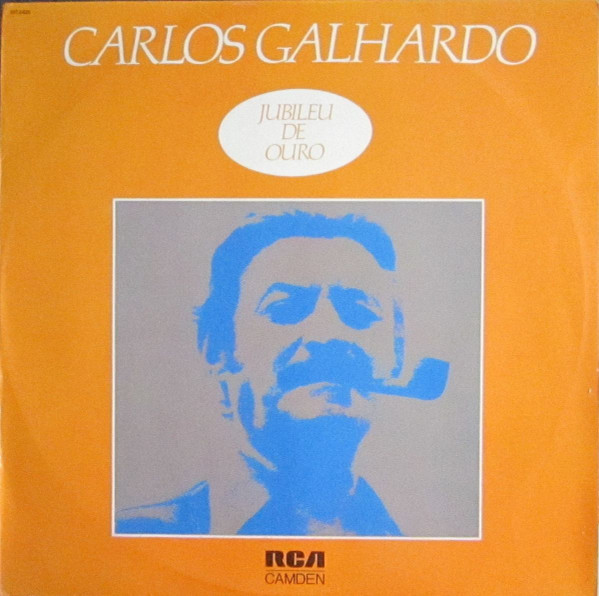 CARLOS GALHARDO
JUBILEU
DE
OURO
RCA
CAMDEN